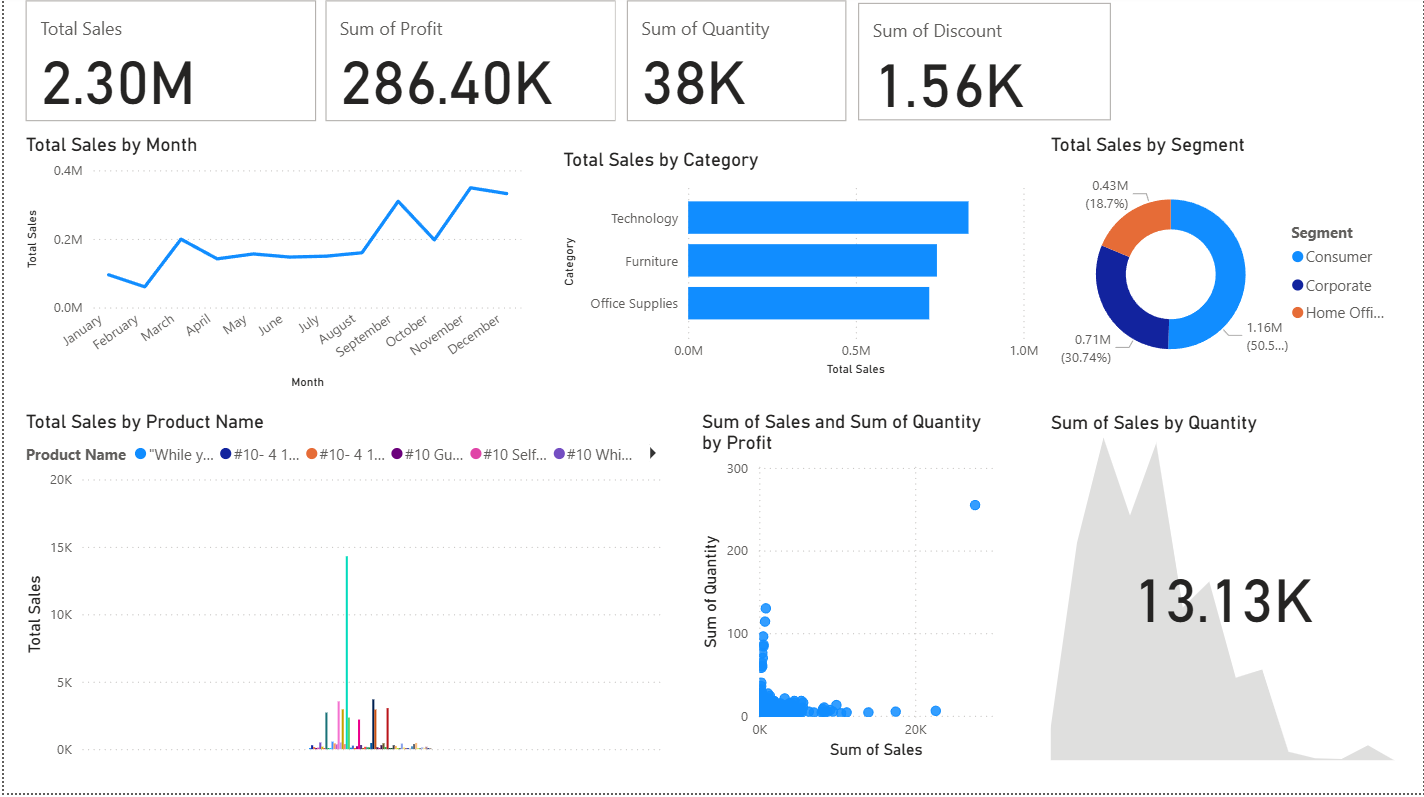 Total Sales
2.30M
Sum of Profit
286.40K
Sum of Quantity
38K
Sum of Discount
1.56K
Total Sales by Month
Total Sales
0.4M
0.2M
0.0M
January
February
March
April
May
June
July
August
September
October
November
December
Month
Total Sales by Category
Category
Technology
Furniture
Office Supplies
0.0M
0.5M
1.0M
Total Sales
Total Sales by Segment
0.43M
(18.7%)
0.71M
(30.74%)
1.16M
(50.5...)
Segment
Consumer
Corporate
Home Offi...
Total Sales by Product Name
Product Name
"While y...
#10- 4 1...
#10- 4 1...
#10 Gu...
#10 Self...
#10 Whi...
Total Sales
20K
15K
10K
5K
0K
Sum of Sales and Sum of Quantity
by Profit
Sum of Quantity
300
200
100
0
0K
20K
Sum of Sales
Sum of Sales by Quantity
13.13K